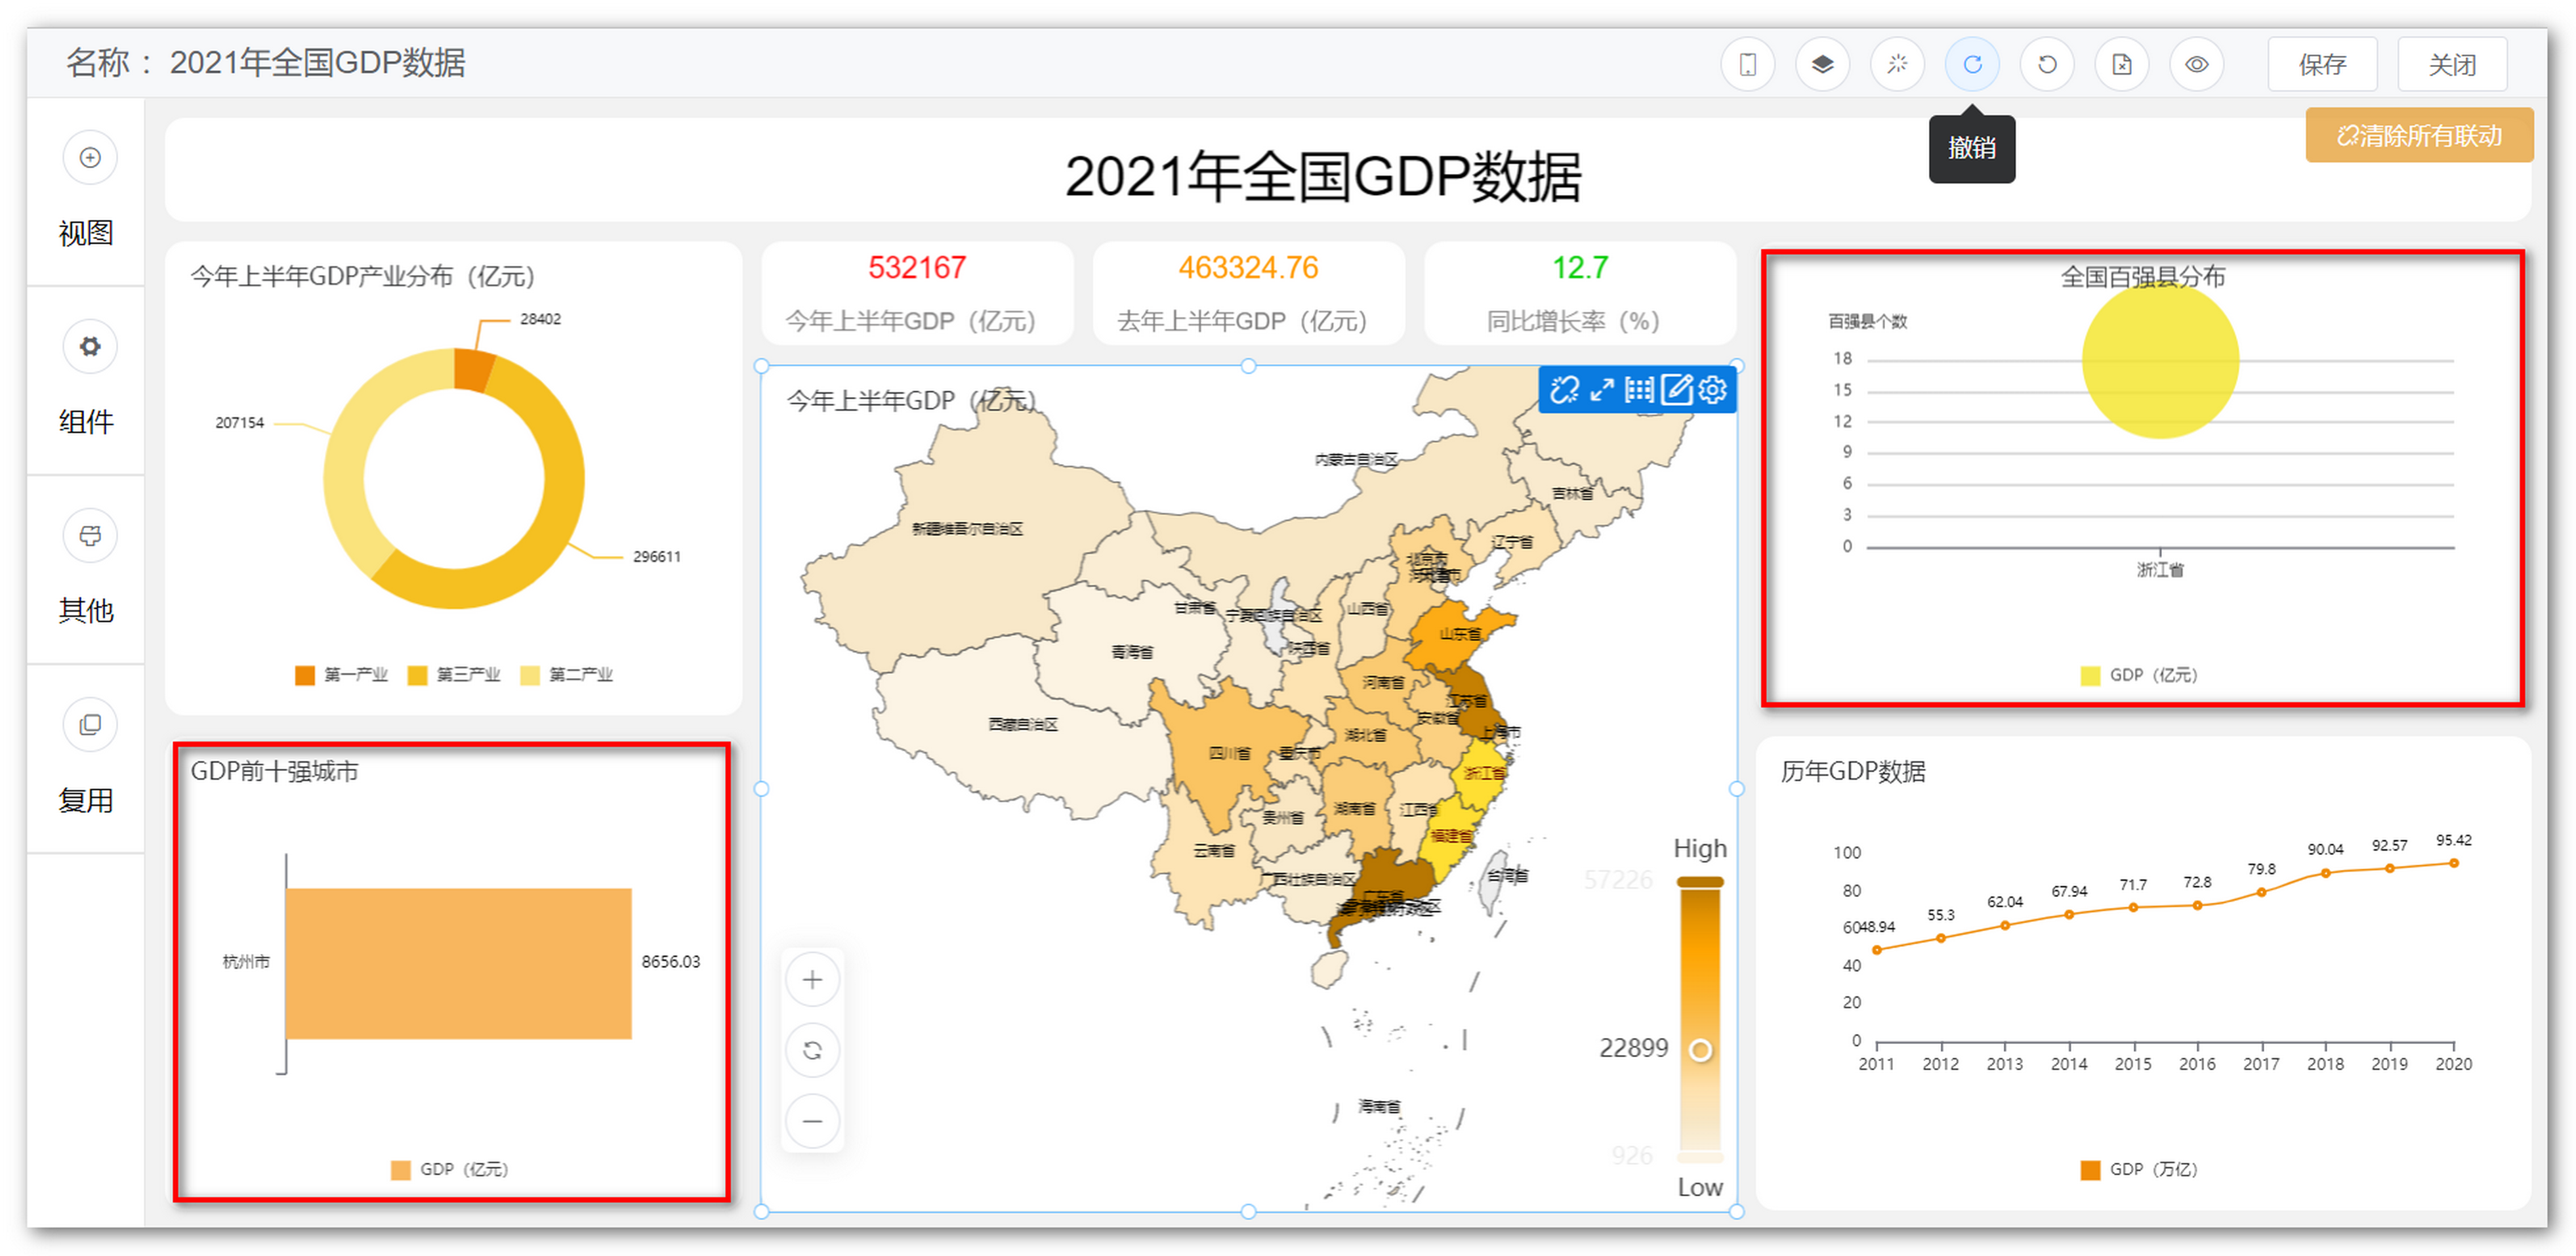 名称： 2021年全国GDP数据
保存
关闭
撤销
清除所有联动
视图
组件
其他
复用
2021年全国GDP数据
今年上半年GDP产业分布（亿元）
28402
207154
296611
第一产业 第三产业 第二产业
532167
今年上半年GDP（亿元）
463324.76
去年上半年GDP（亿元）
12.7
同比增长率（%）
全国百强县分布
百强县个数
18
15
12
9
6
3
0
浙江省
GDP（亿元）
GDP前十强城市
杭州市
8656.03
GDP（亿元）
今年上半年GDP（亿元）
内蒙古自治区
吉林省
新疆维吾尔自治区
辽宁省
北京市
甘肃省
宁夏回族自治区
山西省
山东省
陕西省
青海省
河南省
江苏省
安徽省
西藏自治区
上海市
湖北省
四川省
重庆市
浙江省
湖南省
江西省
贵州省
福建省
云南省
广西壮族自治区
台湾省
广东省
海南省
High
57226
22899
926
Low
历年GDP数据
100
80
60
40
20
0
48.94
55.3
62.04
67.94
71.7
72.8
79.8
90.04
92.57
95.42
2011 2012 2013 2014 2015 2016 2017 2018 2019 2020
GDP（万亿）